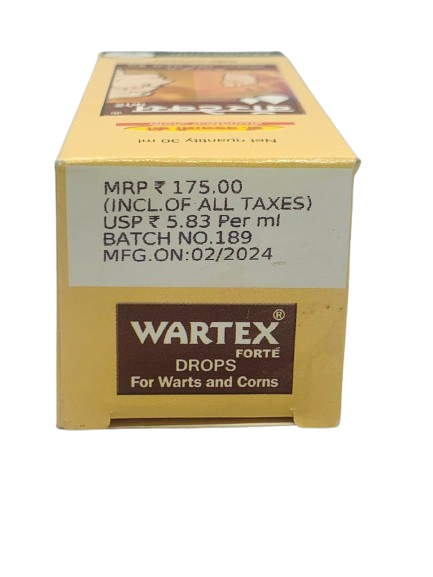 MRP ₹ 175.00
(INCL.OF ALL TAXES)
USP ₹ 5.83 Per ml
BATCH NO.189
MFG.ON:02/2024
WARTEX®
FORTE
DROPS
For Warts and Corns
Net quantity 30 ml
वारटेक्स
फोर्ट